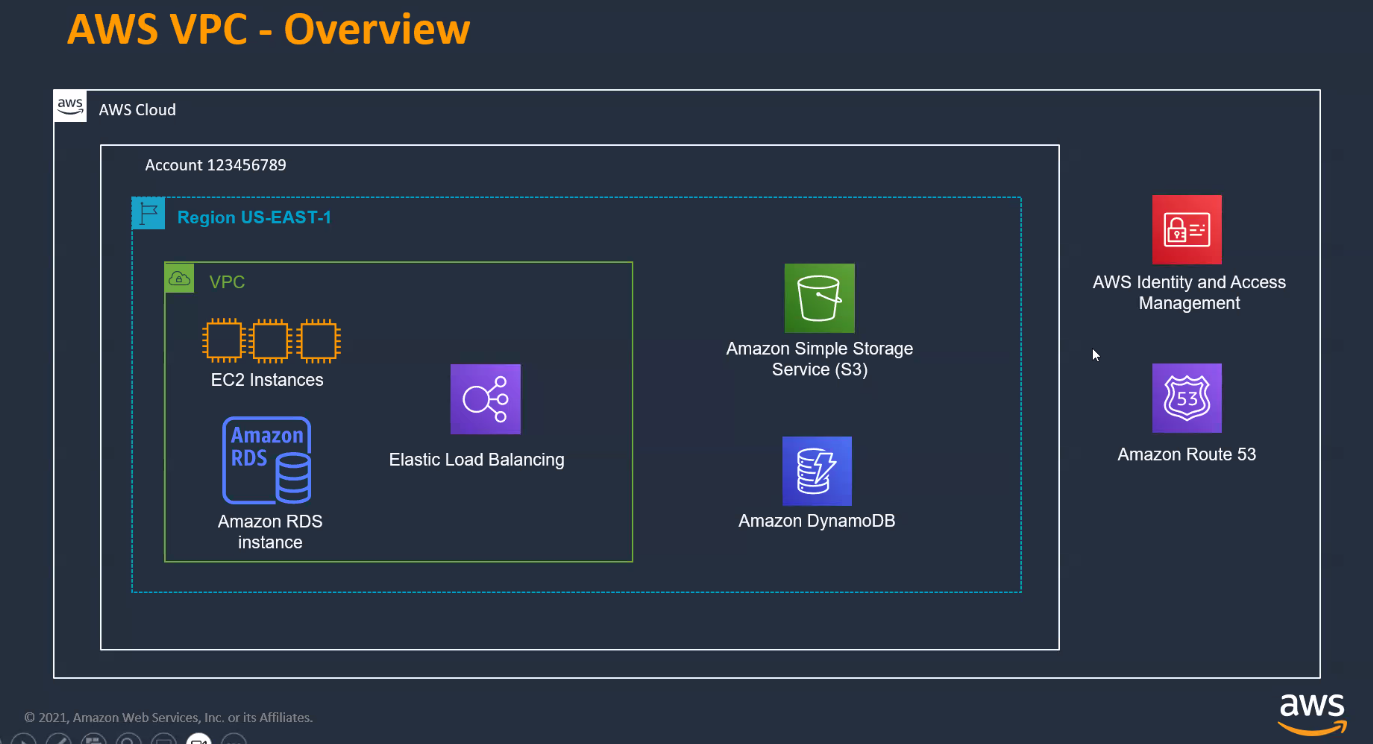 AWS VPC - Overview
aws
AWS Cloud
Account 123456789
Region US-EAST-1
VPC
EC2 Instances
Amazon
RDS
Amazon RDS
instance
Elastic Load Balancing
Amazon Simple Storage
Service (S3)
Amazon DynamoDB
AWS Identity and Access
Management
53
Amazon Route 53
© 2021, Amazon Web Services, Inc. or its Affiliates.
aws